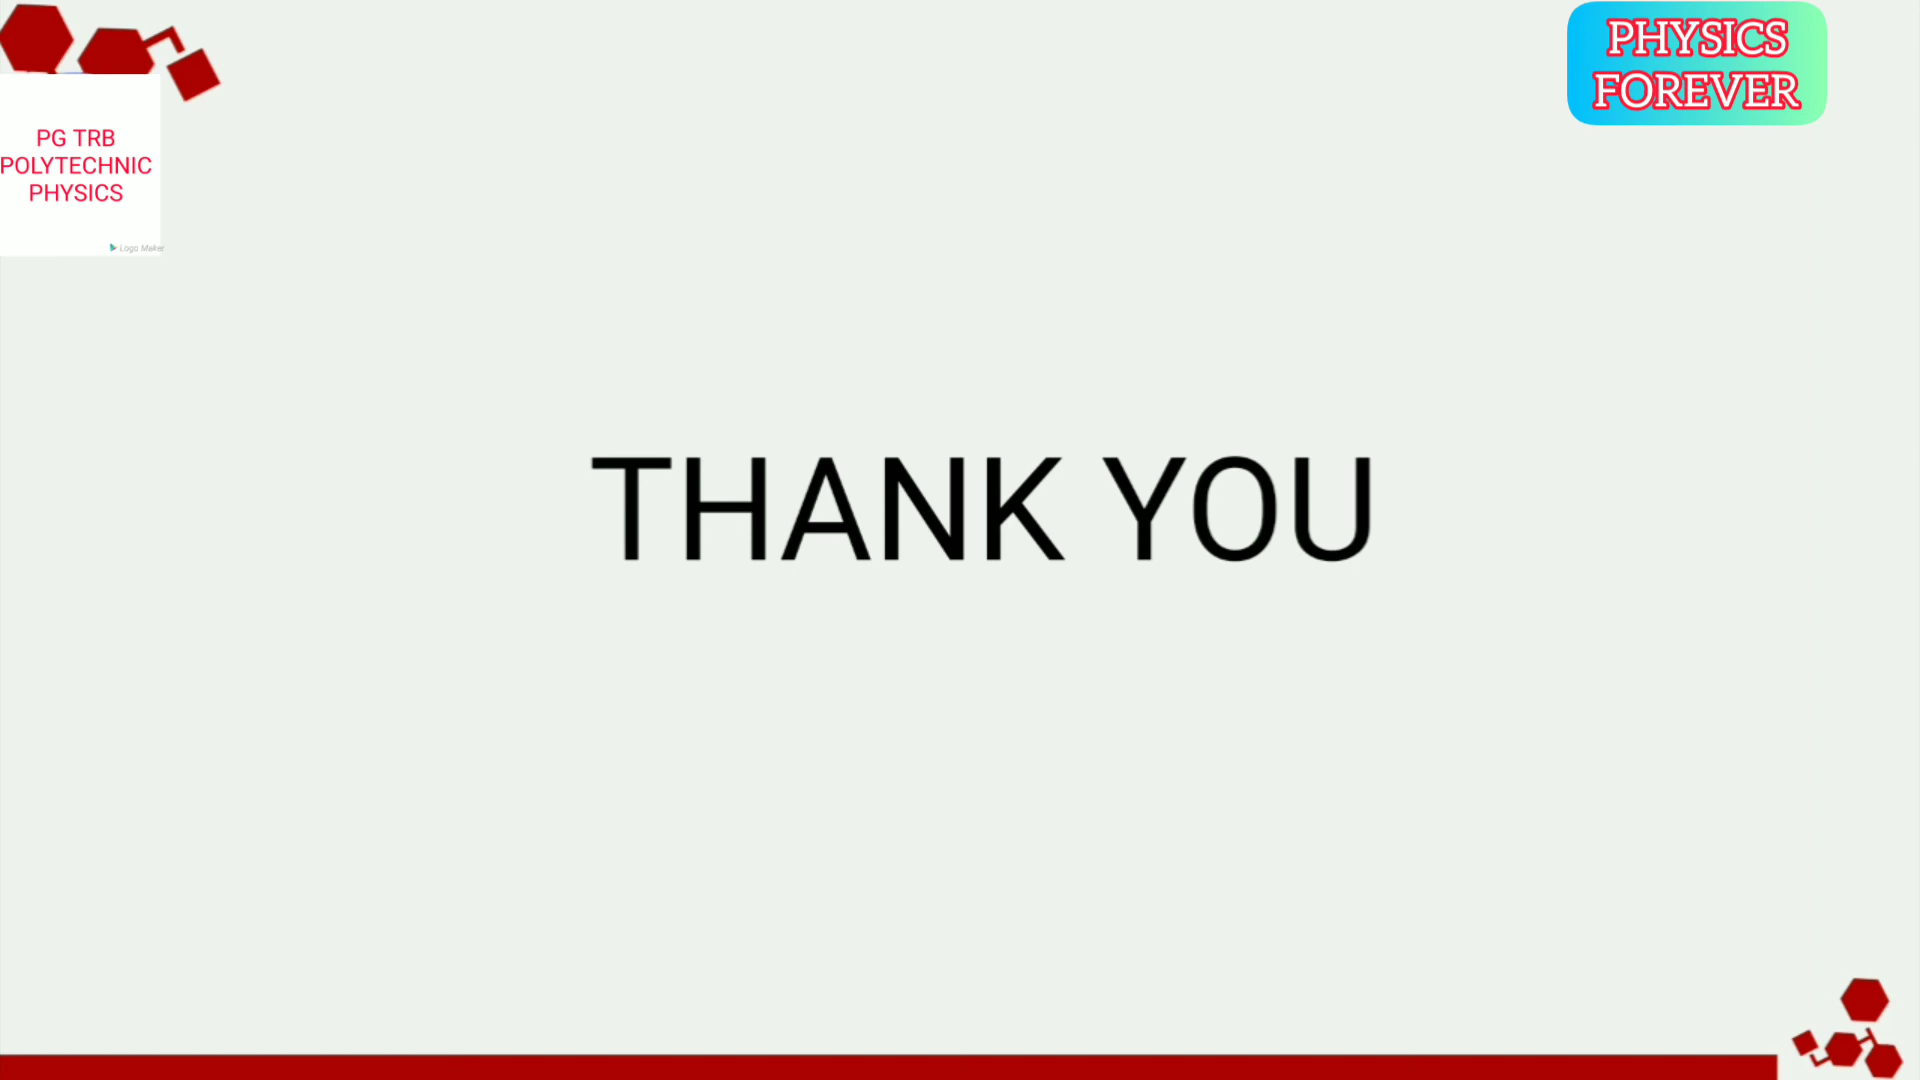 PHYSICS
FOREVER
PG TRB
POLYTECHNIC
PHYSICS
Logo Maker
THANK YOU